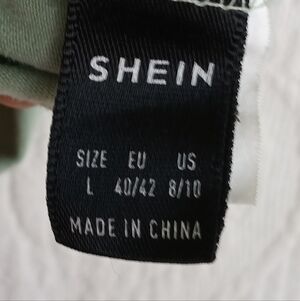 SHEIN
SIZE EU US
L 40/42 8/10
MADE IN CHINA